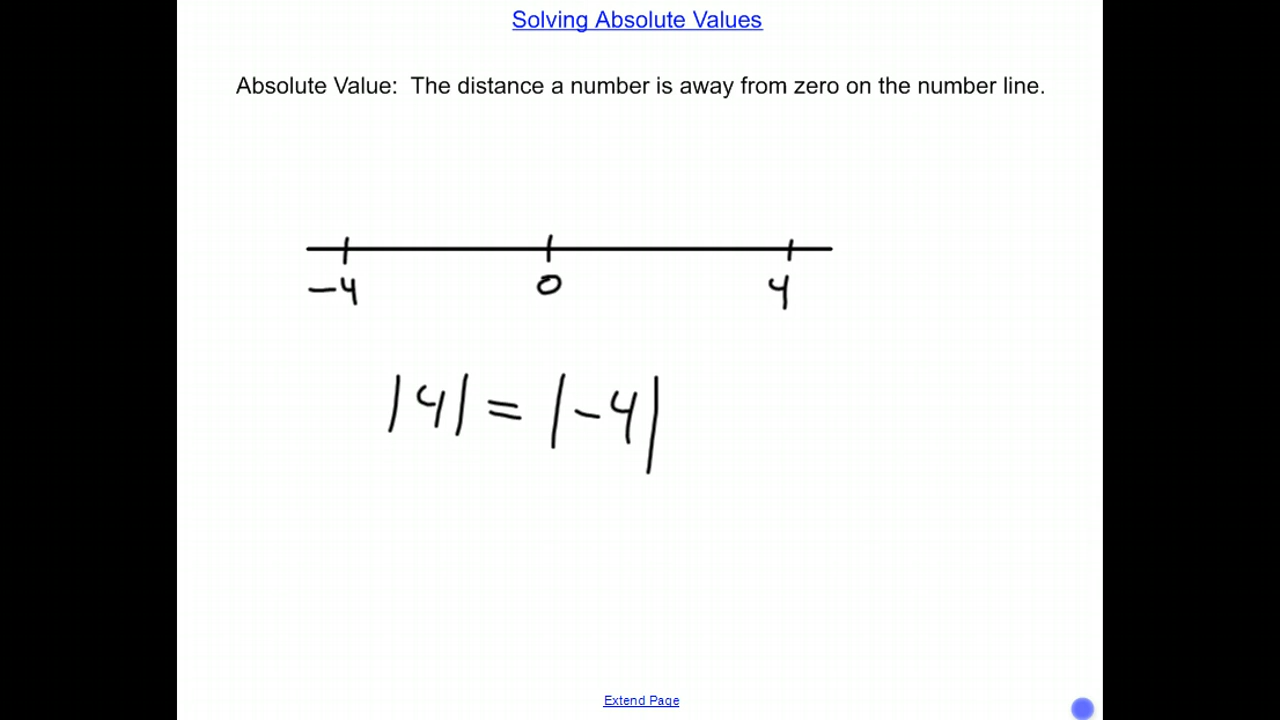 Solving Absolute Values
Absolute Value:  The distance a number is away from zero on the number line.
-4 0 4
|4| = |-4|
Extend Page